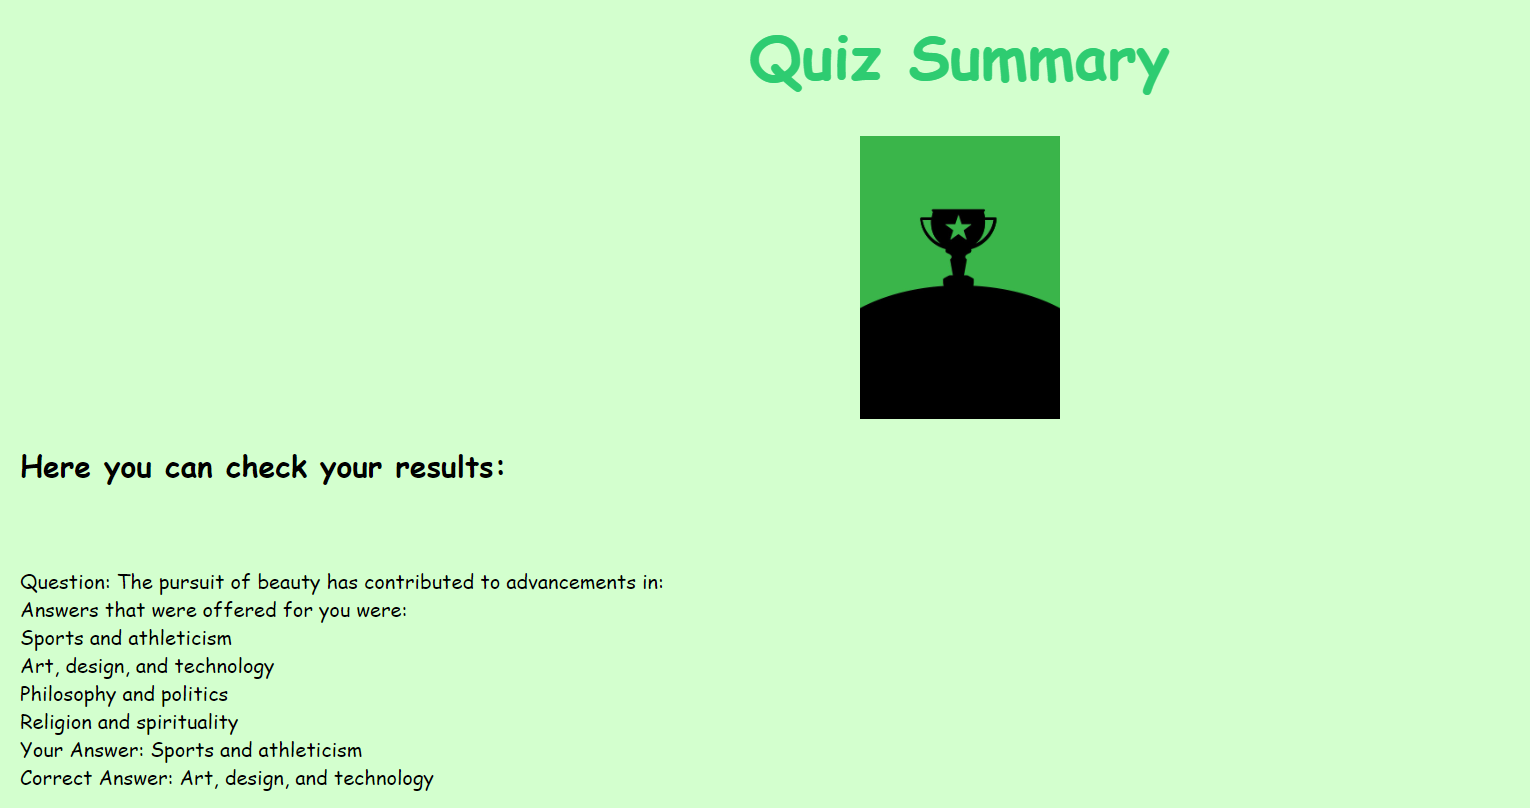 Quiz Summary
Here you can check your results:
Question: The pursuit of beauty has contributed to advancements in:
Answers that were offered for you were:
Sports and athleticism
Art, design, and technology
Philosophy and politics
Religion and spirituality
Your Answer: Sports and athleticism
Correct Answer: Art, design, and technology